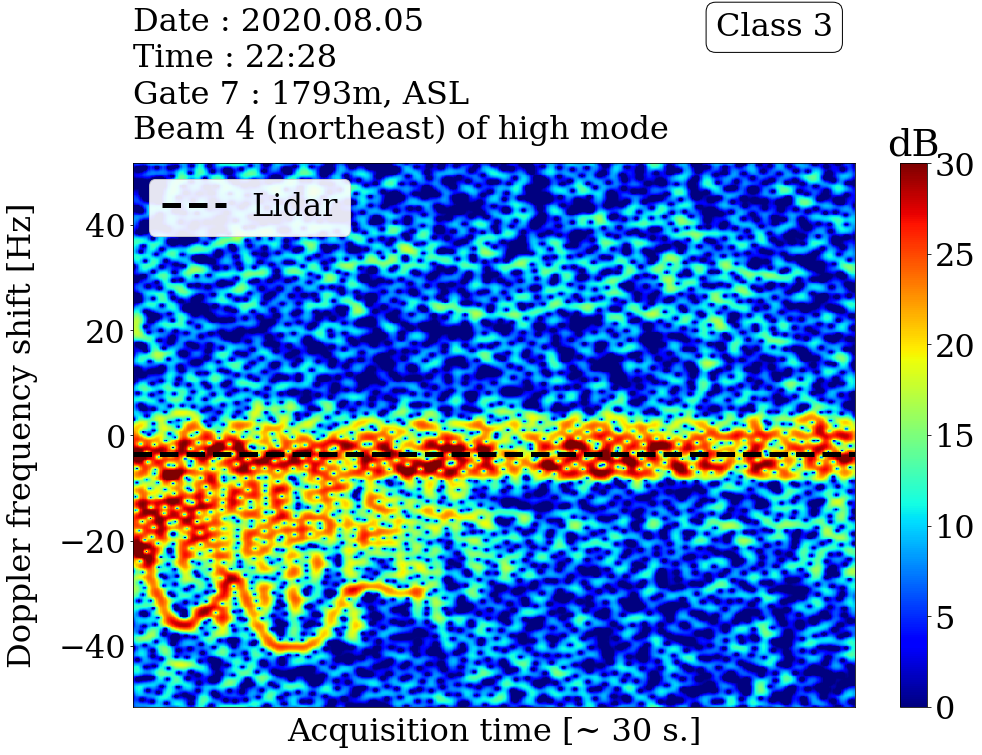 Date : 2020.08.05
Time : 22:28
Gate 7 : 1793m, ASL
Beam 4 (northeast) of high mode
Class 3
dB
Lidar
Doppler frequency shift [Hz]
40
20
0
−20
−40
30
25
20
15
10
5
0
Acquisition time [~ 30 s.]